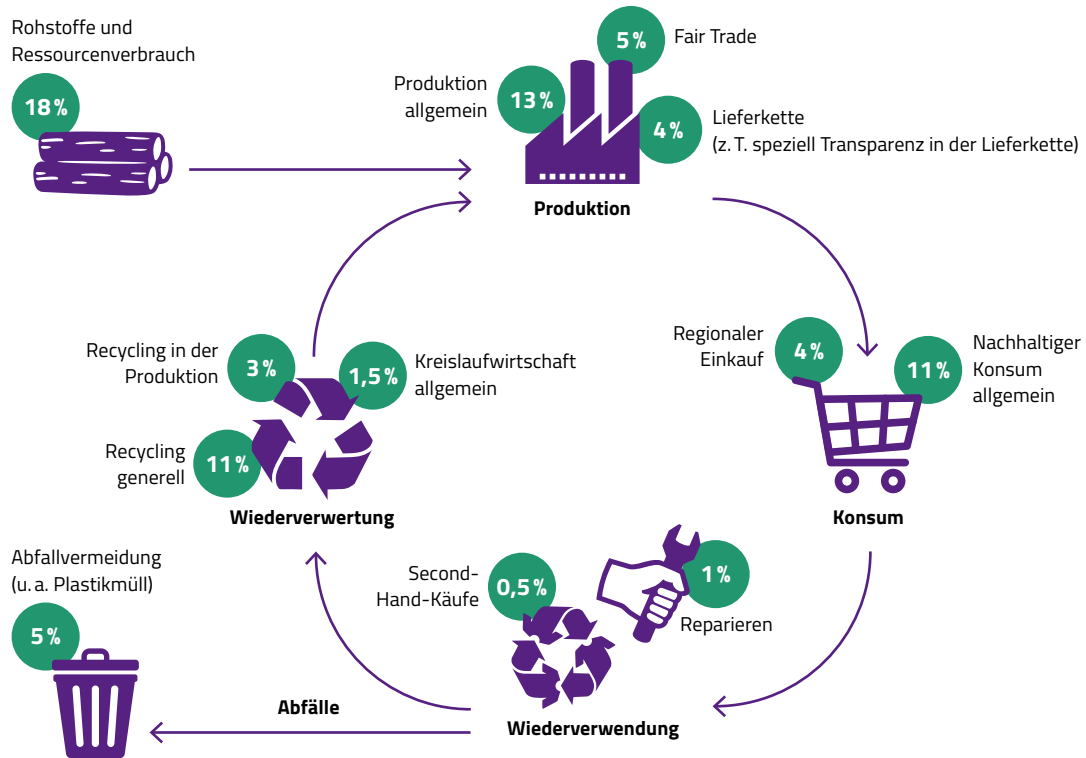 Rohstoffe und
Ressourcenverbrauch
18 %
5 %
Fair Trade
Produktion
allgemein
13 %
4 %
Lieferkette
(z. T. speziell Transparenz in der Lieferkette)
Produktion
Regionaler
Einkauf
4 %
11 %
Nachhaltiger
Konsum
allgemein
Konsum
Recycling in der
Produktion
3 %
1,5 %
Kreislaufwirtschaft
allgemein
Recycling
generell
11 %
Wiederverwertung
Second-
Hand-Käufe
0,5 %
1 %
Reparieren
Wiederverwendung
Abfallvermeidung
(u. a. Plastikmüll)
5 %
Abfälle